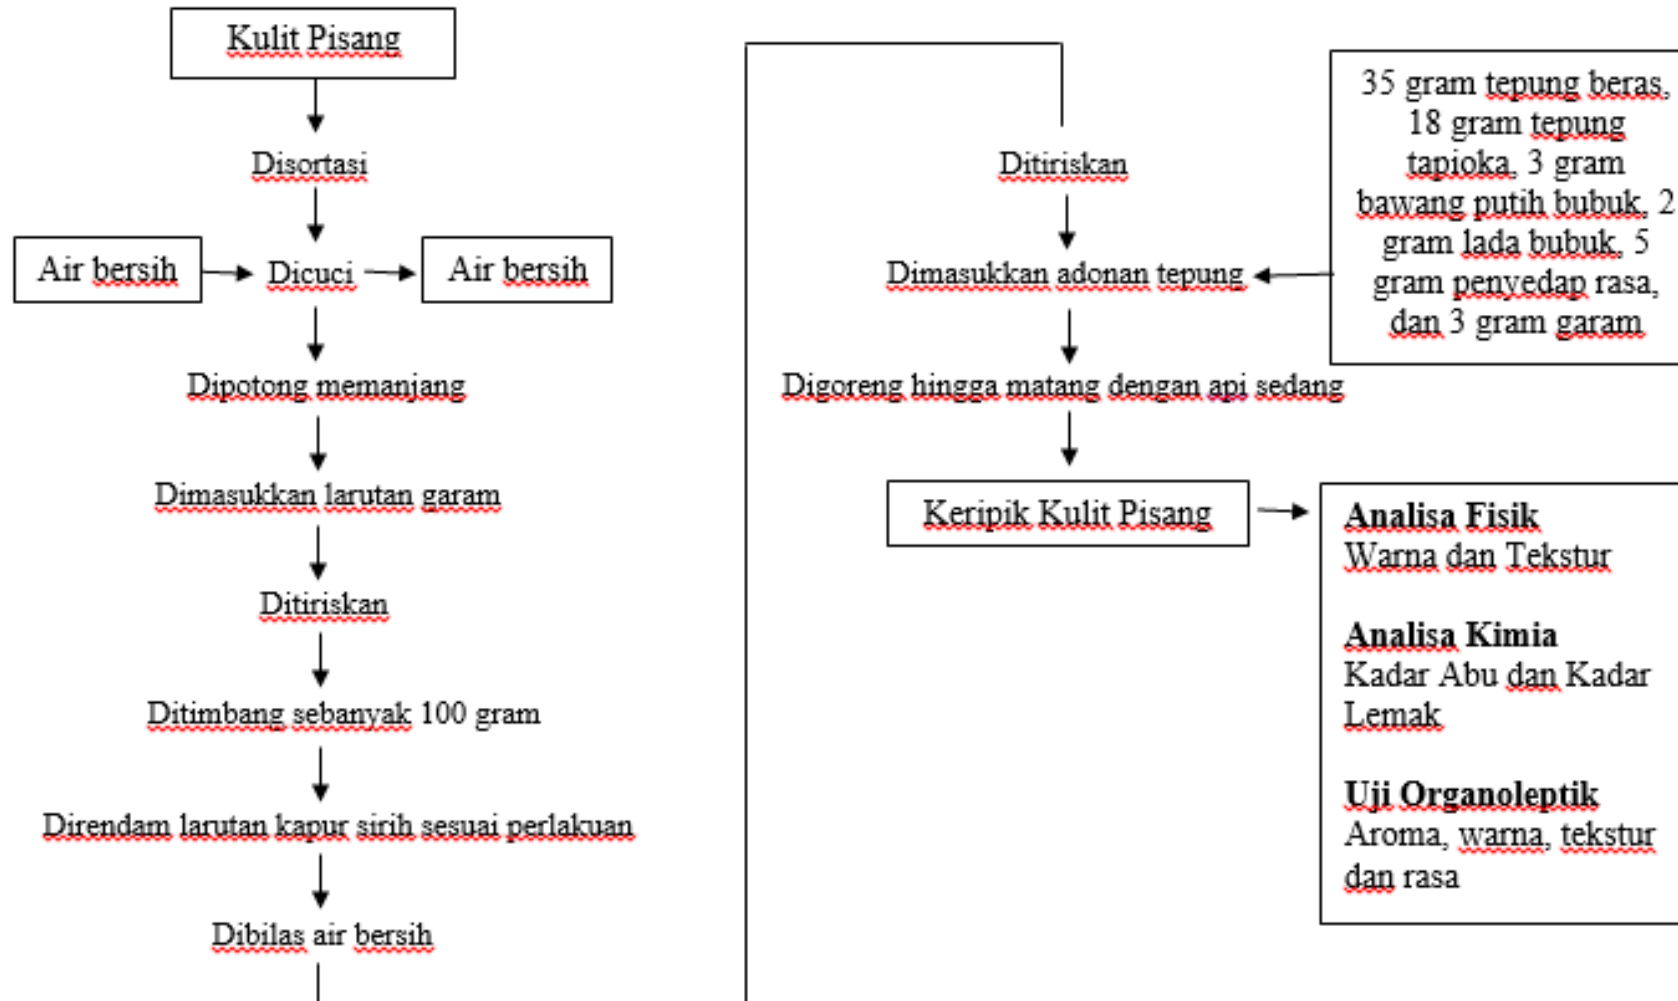 Kulit Pisang
Disortasi
Air bersih
Dicuci
Air bersih
Dipotong memanjang
Dimasukkan larutan garam
Ditiriskan
Ditimbang sebanyak 100 gram
Direndam larutan kapur sirih sesuai perlakuan
Dibilas air bersih
Ditiriskan
Dimasukkan adonan tepung
35 gram tepung beras,
18 gram tepung
tapioka, 3 gram
bawang putih bubuk, 2
gram lada bubuk, 5
gram penyedap rasa,
dan 3 gram garam
Digoreng hingga matang dengan api sedang
Keripik Kulit Pisang
Analisa Fisik
Warna dan Tekstur
Analisa Kimia
Kadar Abu dan Kadar
Lemak
Uji Organoleptik
Aroma, warna, tekstur
dan rasa